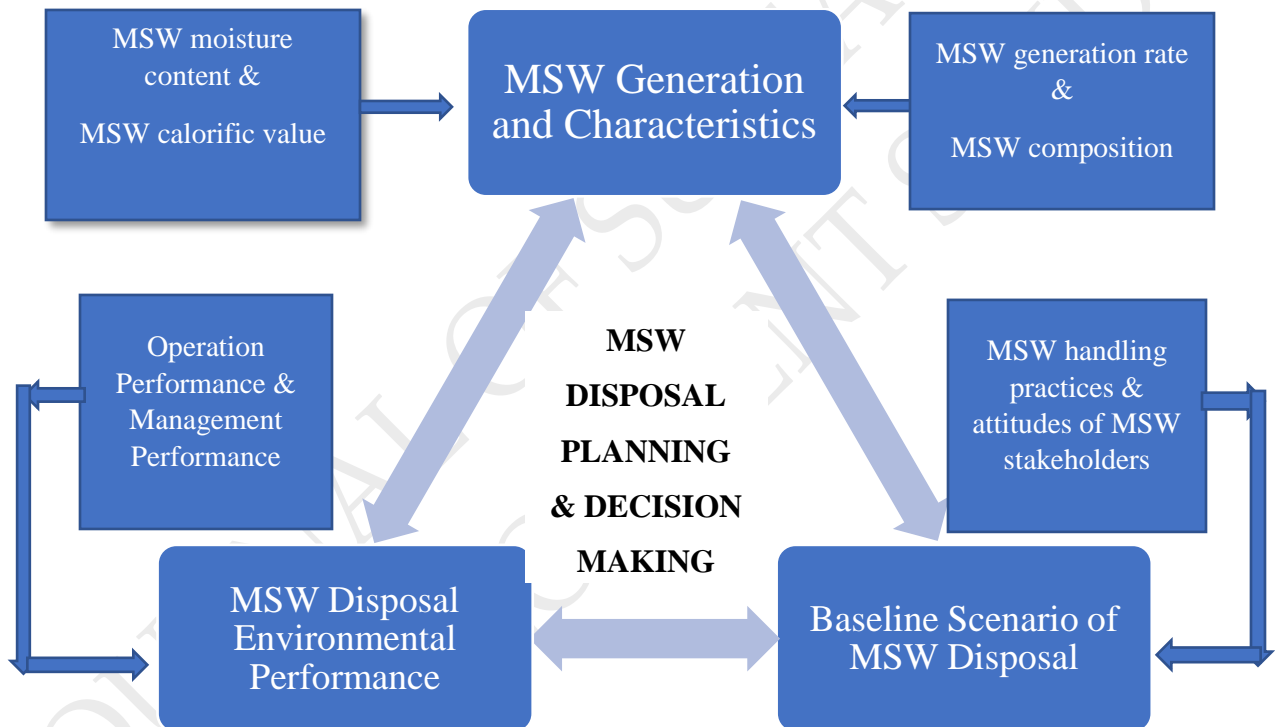 MSW moisture
content &
MSW calorific value
MSW Generation
and Characteristics
MSW generation rate
&
MSW composition
Operation
Performance &
Management
Performance
MSW
DISPOSAL
PLANNING
& DECISION
MAKING
MSW handling
practices &
attitudes of MSW
stakeholders
MSW Disposal
Environmental
Performance
Baseline Scenario of
MSW Disposal